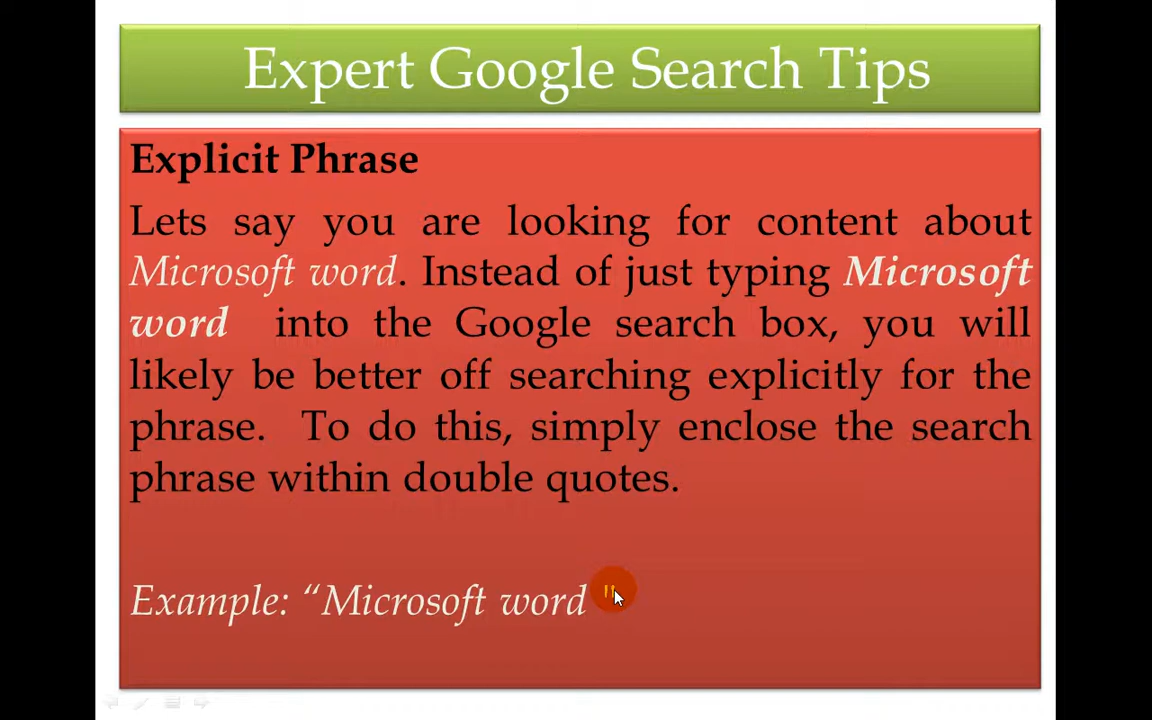 Expert Google Search Tips
Explicit Phrase
Lets say you are looking for content about
Microsoft word. Instead of just typing Microsoft
word into the Google search box, you will
likely be better off searching explicitly for the
phrase. To do this, simply enclose the search
phrase within double quotes.
Example: “Microsoft word "